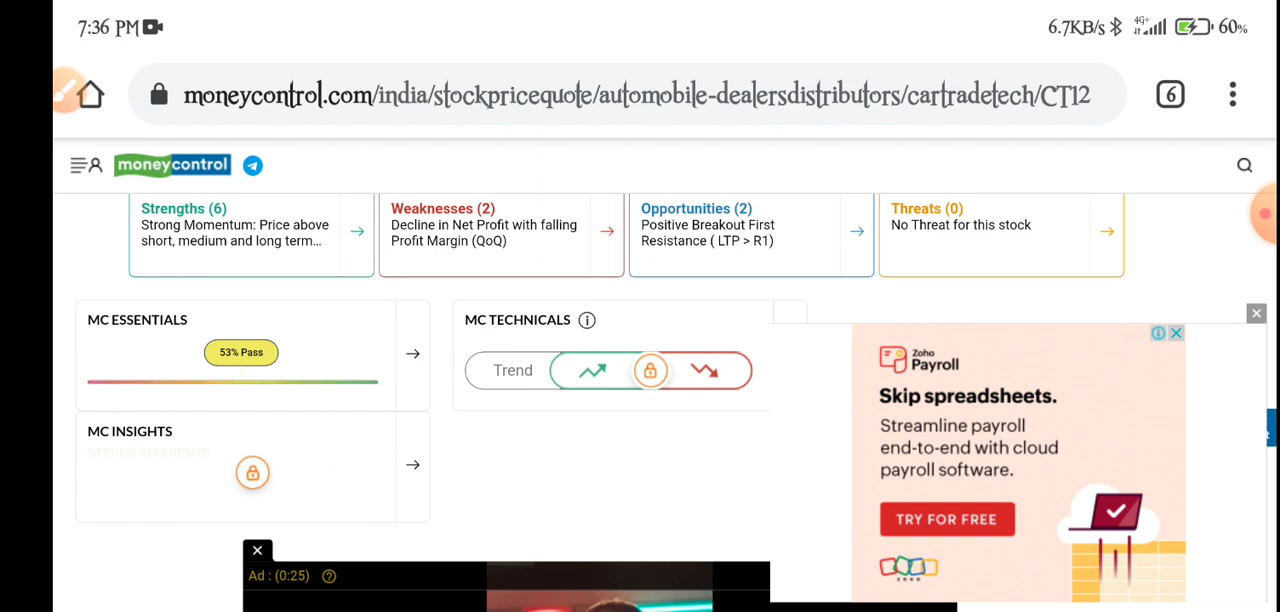 7:36 PM
6.7KB/s 4G+ 60%
moneycontrol.com/india/stockpricequote/automobile-dealersdistributors/cartradetech/CT12
6
moneycontrol
Strengths (6)
Strong Momentum: Price above
short, medium and long term...
Weaknesses (2)
Decline in Net Profit with falling
Profit Margin (QoQ)
Opportunities (2)
Positive Breakout First
Resistance ( LTP > R1)
Threats (0)
No Threat for this stock
MC ESSENTIALS
53% Pass
MC TECHNICALS
Trend
MC INSIGHTS
STRONG PERFORMER
Zoho
Payroll
Skip spreadsheets.
Streamline payroll
end-to-end with cloud
payroll software.
TRY FOR FREE
ZOHO
Ad : (0:25)